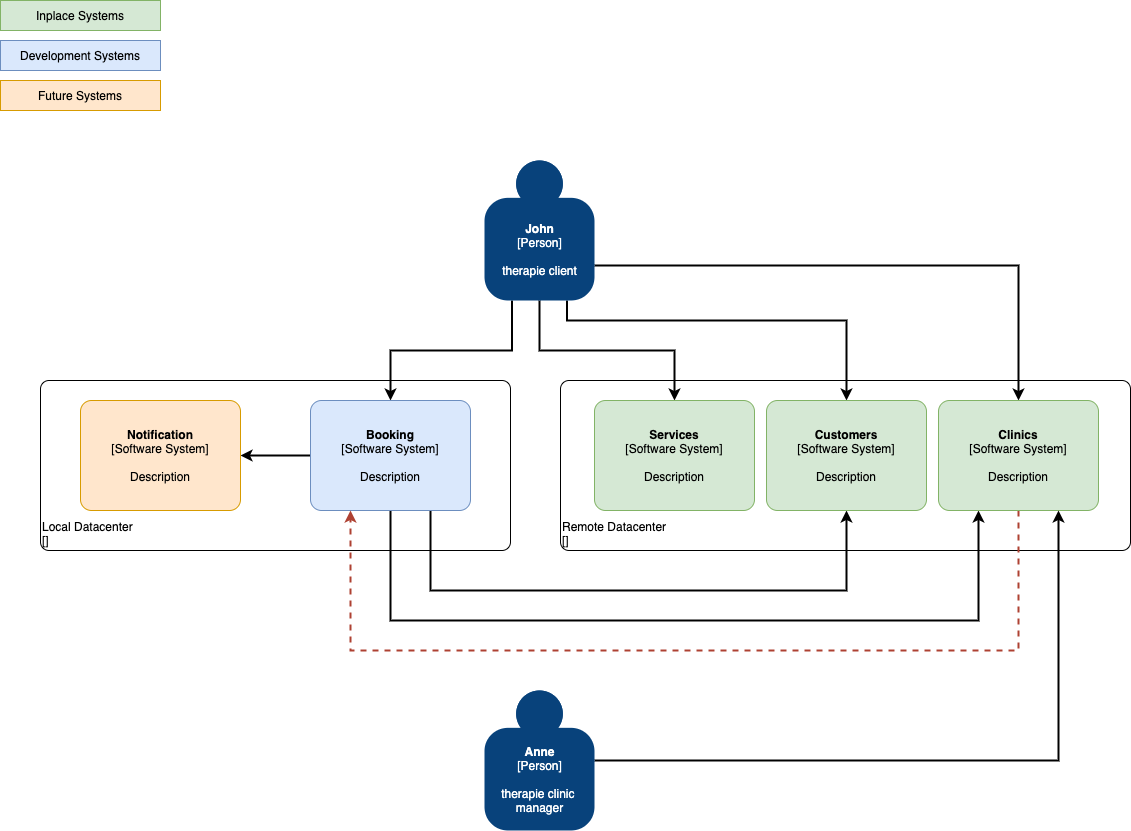 Inplace Systems
Development Systems
Future Systems
John
[Person]
therapie client
Notification
[Software System]
Description
Booking
[Software System]
Description
Local Datacenter
[]
Services
[Software System]
Description
Customers
[Software System]
Description
Clinics
[Software System]
Description
Remote Datacenter
[]
Anne
[Person]
therapie clinic
manager